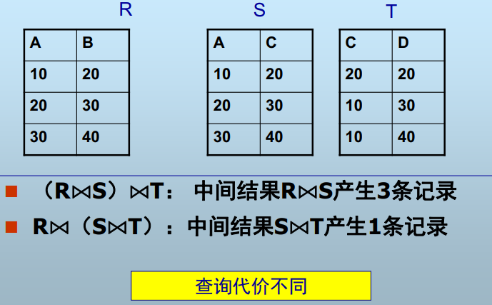 R S T
A B A C C D
10 20 10 20 20 20
20 30 20 30 10 30
30 40 30 40 10 40
（R⋈S）⋈T： 中间结果R⋈S产生3条记录
R⋈（S⋈T）：中间结果S⋈T产生1条记录
查询代价不同